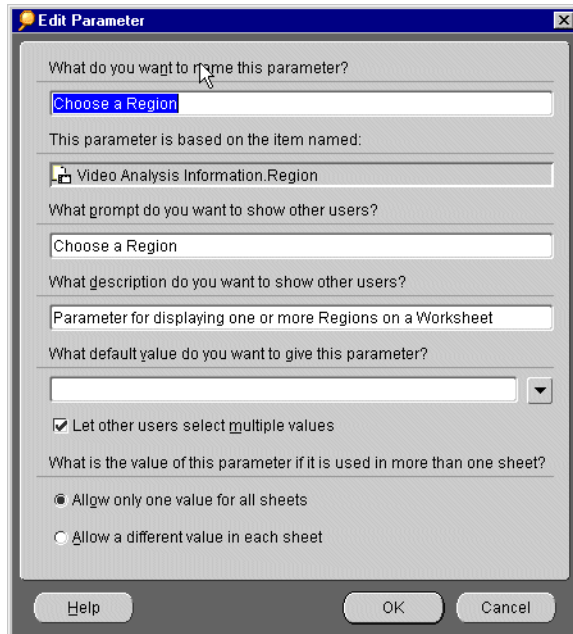 Edit Parameter
What do you want to name this parameter?
Choose a Region
This parameter is based on the item named:
Video Analysis Information.Region
What prompt do you want to show other users?
Choose a Region
What description do you want to show other users?
Parameter for displaying one or more Regions on a Worksheet
What default value do you want to give this parameter?
Let other users select multiple values
What is the value of this parameter if it is used in more than one sheet?
Allow only one value for all sheets
Allow a different value in each sheet
Help OK Cancel